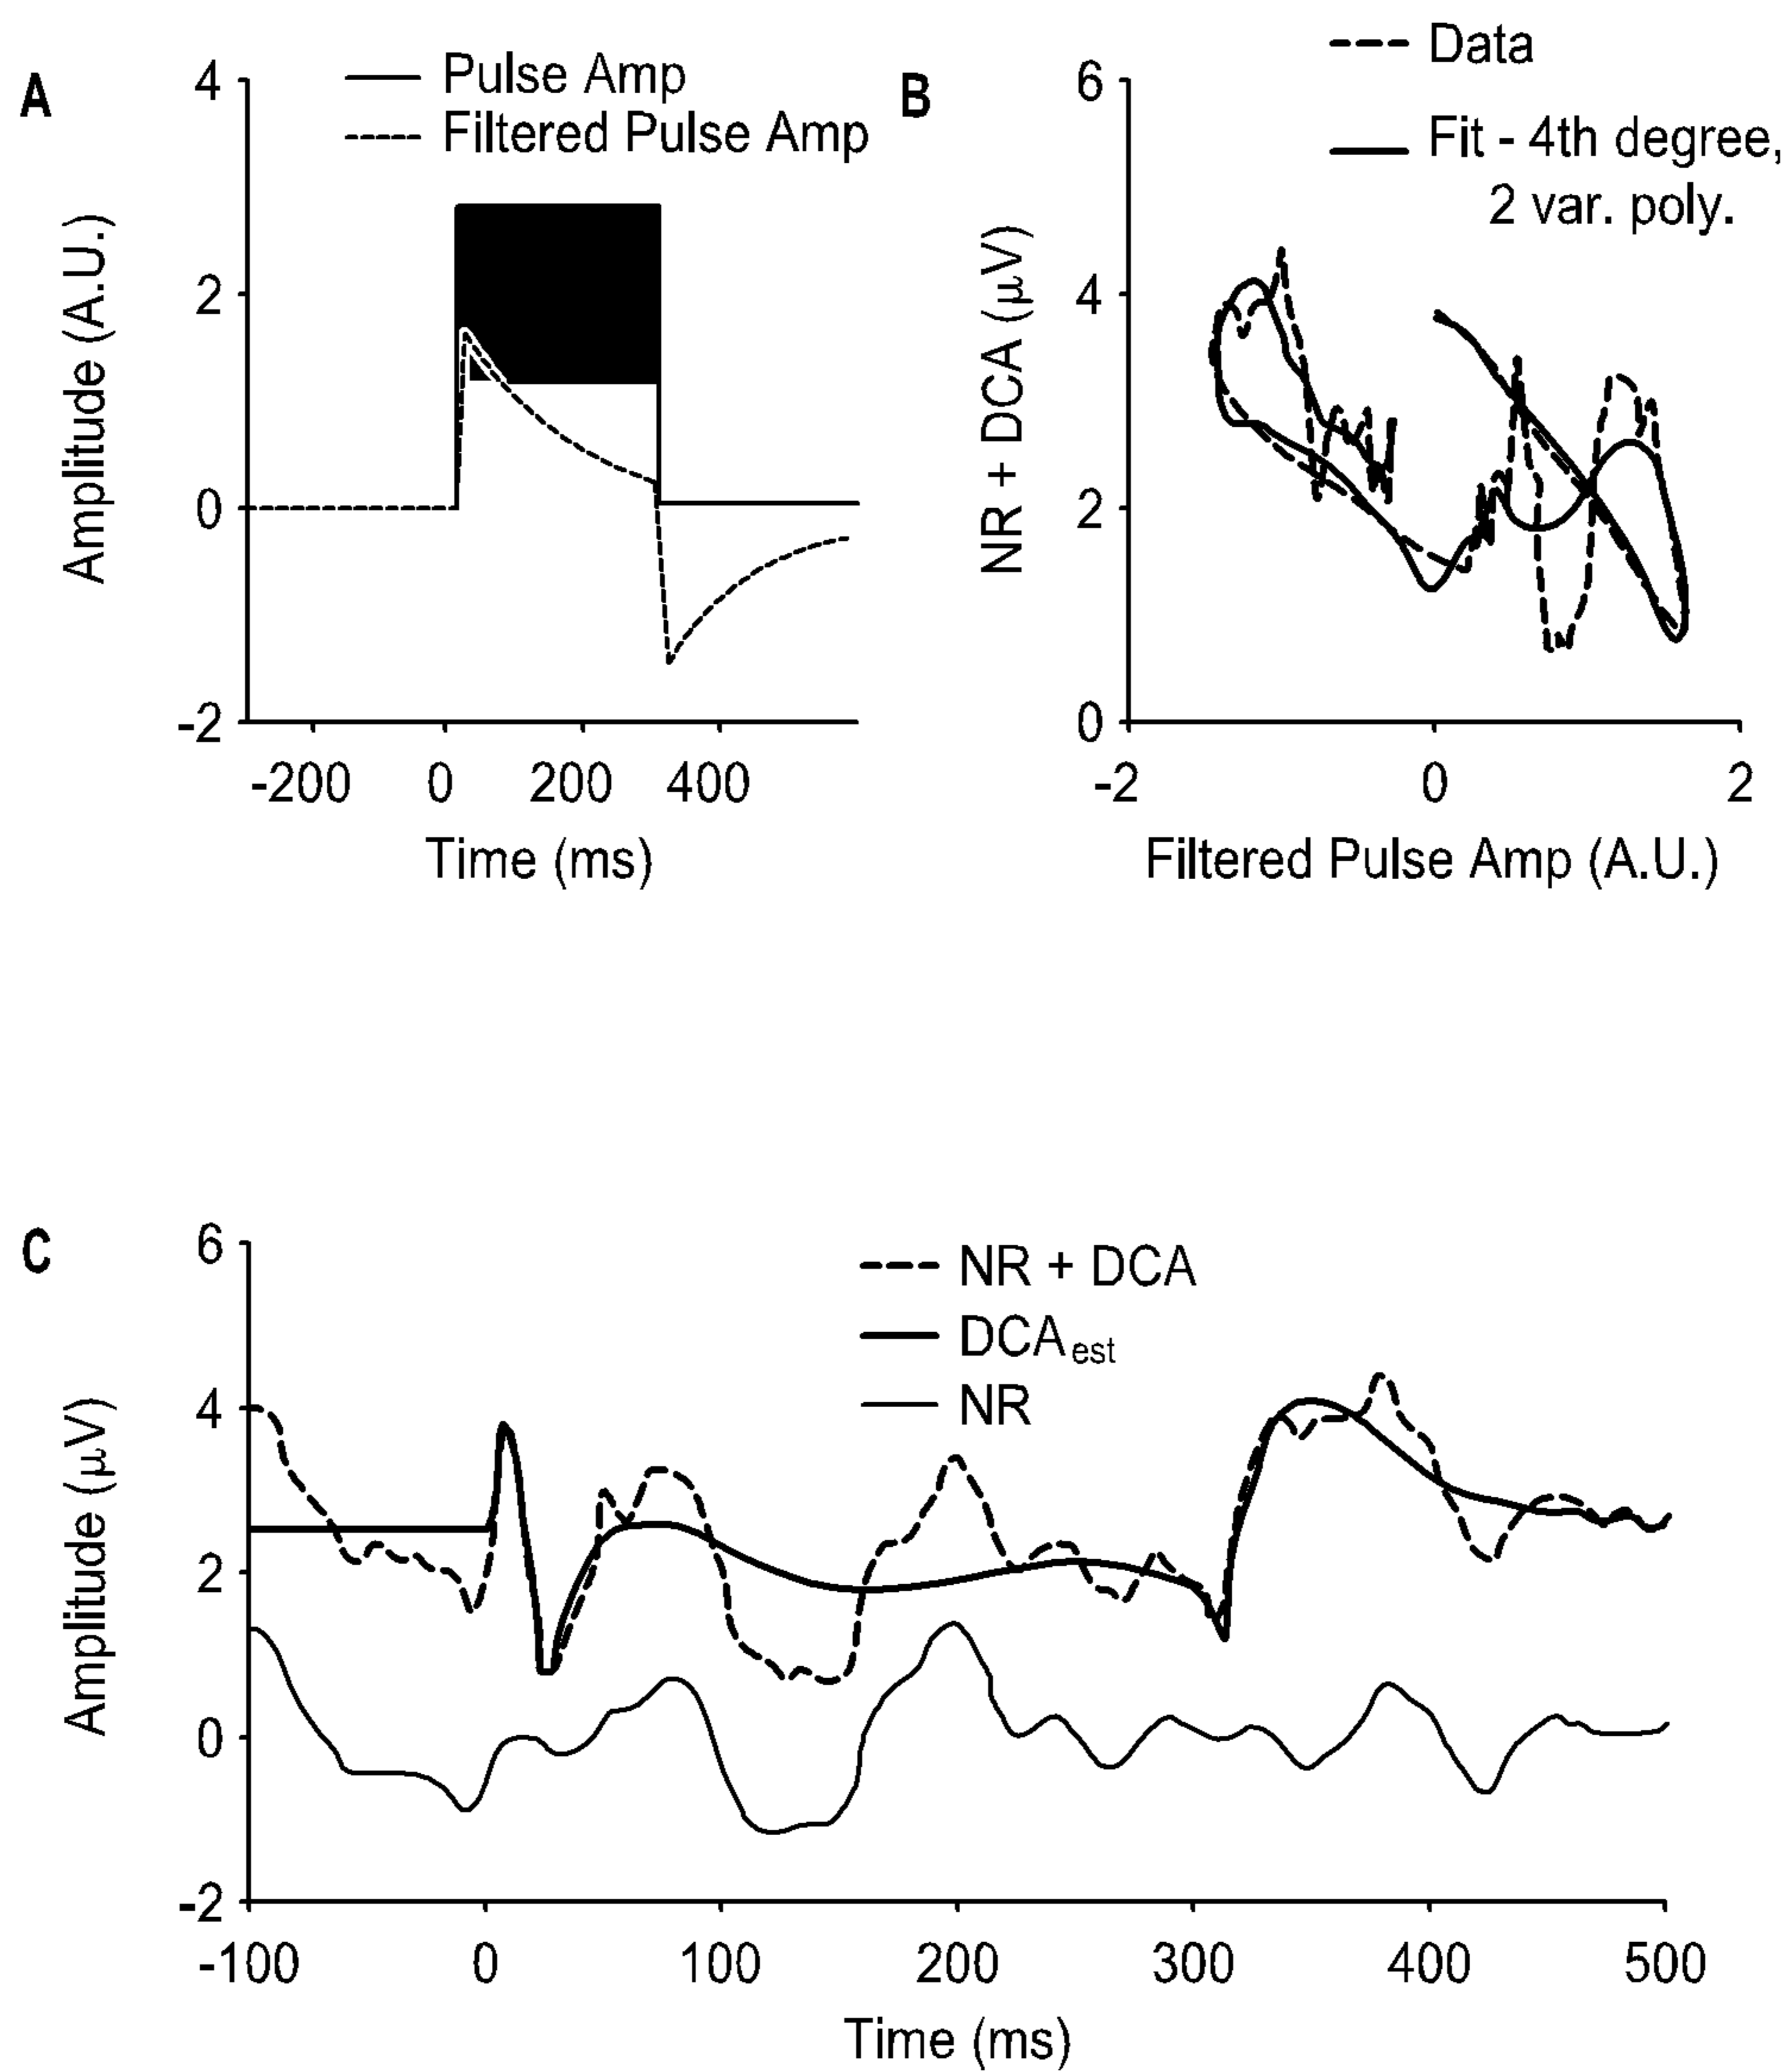 A
Pulse Amp
Filtered Pulse Amp
4
2
0
-2
Amplitude (A.U.)
-200 0 200 400
Time (ms)
B
Data
Fit - 4th degree,
2 var. poly.
6
4
2
0
NR + DCA (μV)
-2 0 2
Filtered Pulse Amp (A.U.)
C
NR + DCA
DCAest
NR
6
4
2
0
-2
Amplitude (μV)
-100 0 100 200 300 400 500
Time (ms)